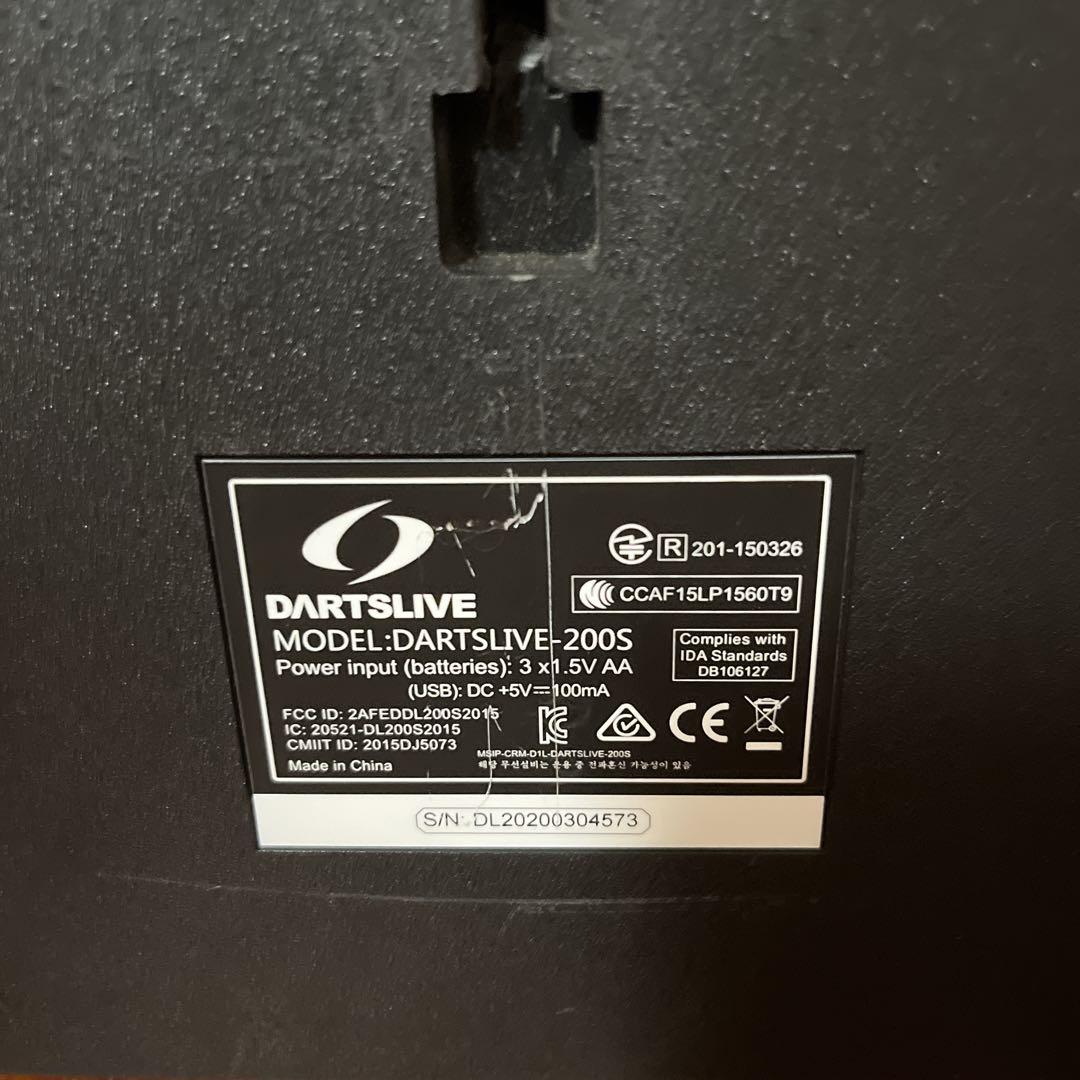 DARTSLIVE
MODEL:DARTSLIVE-200S
Power input (batteries): 3 x1.5V AA
(USB): DC +5V⎓100mA
FCC ID: 2AFEDDL200S2015
IC: 20521-DL200S2015
CMIIT ID: 2015DJ5073
Made in China
R 201-150326
CCAF15LP1560T9
Complies with
IDA Standards
DB106127
CE
MSIP-CRM-D1L-DARTSLIVE-200S
해당 무선설비는 운용 중 전파혼신 가능성이 있음
S/N: DL20200304573